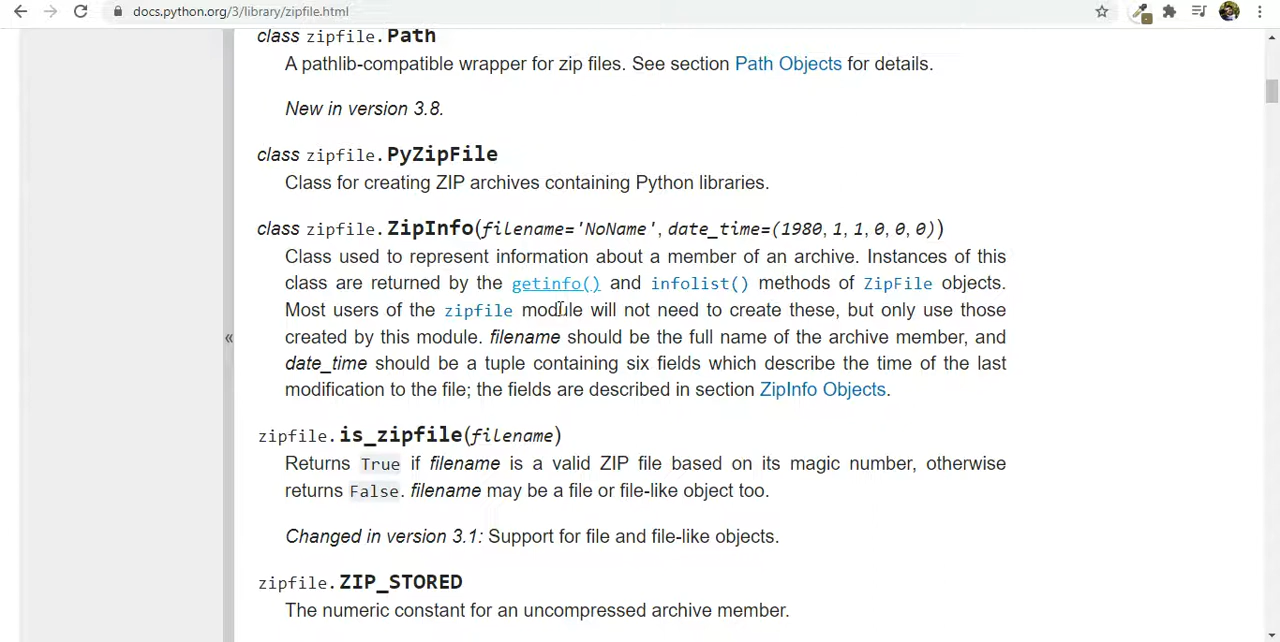 docs.python.org/3/library/zipfile.html
class zipfile.Path
A pathlib-compatible wrapper for zip files. See section Path Objects for details.
New in version 3.8.
class zipfile.PyZipFile
Class for creating ZIP archives containing Python libraries.
class zipfile.ZipInfo(filename='NoName', date_time=(1980, 1, 1, 0, 0, 0))
Class used to represent information about a member of an archive. Instances of this
class are returned by the getinfo() and infolist() methods of ZipFile objects.
Most users of the zipfile module will not need to create these, but only use those
created by this module. filename should be the full name of the archive member, and
date_time should be a tuple containing six fields which describe the time of the last
modification to the file; the fields are described in section ZipInfo Objects.
«
zipfile.is_zipfile(filename)
Returns True if filename is a valid ZIP file based on its magic number, otherwise
returns False. filename may be a file or file-like object too.
Changed in version 3.1: Support for file and file-like objects.
zipfile.ZIP_STORED
The numeric constant for an uncompressed archive member.